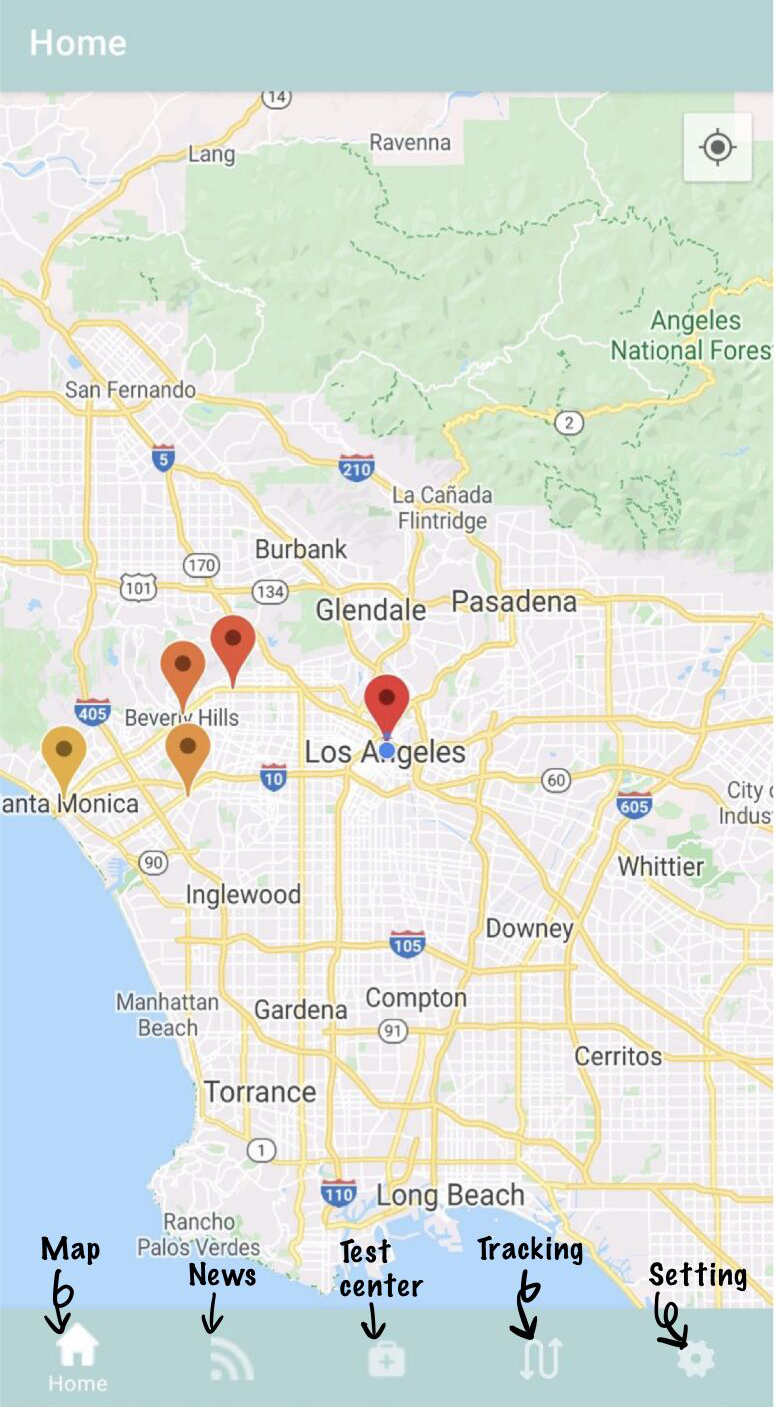 Home
14
Lang
Ravenna
Angeles
National Fores
San Fernando
2
5
210
La Cañada
Flintridge
Burbank
170
101
134
Glendale
Pasadena
405
Beverly Hills
Los Angeles
10
60
anta Monica
605
City o
Indus
90
Whittier
Inglewood
Downey
105
Manhattan
Beach
Gardena
Compton
91
Cerritos
Torrance
1
110
Long Beach
Rancho
Palos Verdes
Map
News
Test
center
Tracking
Setting
Home